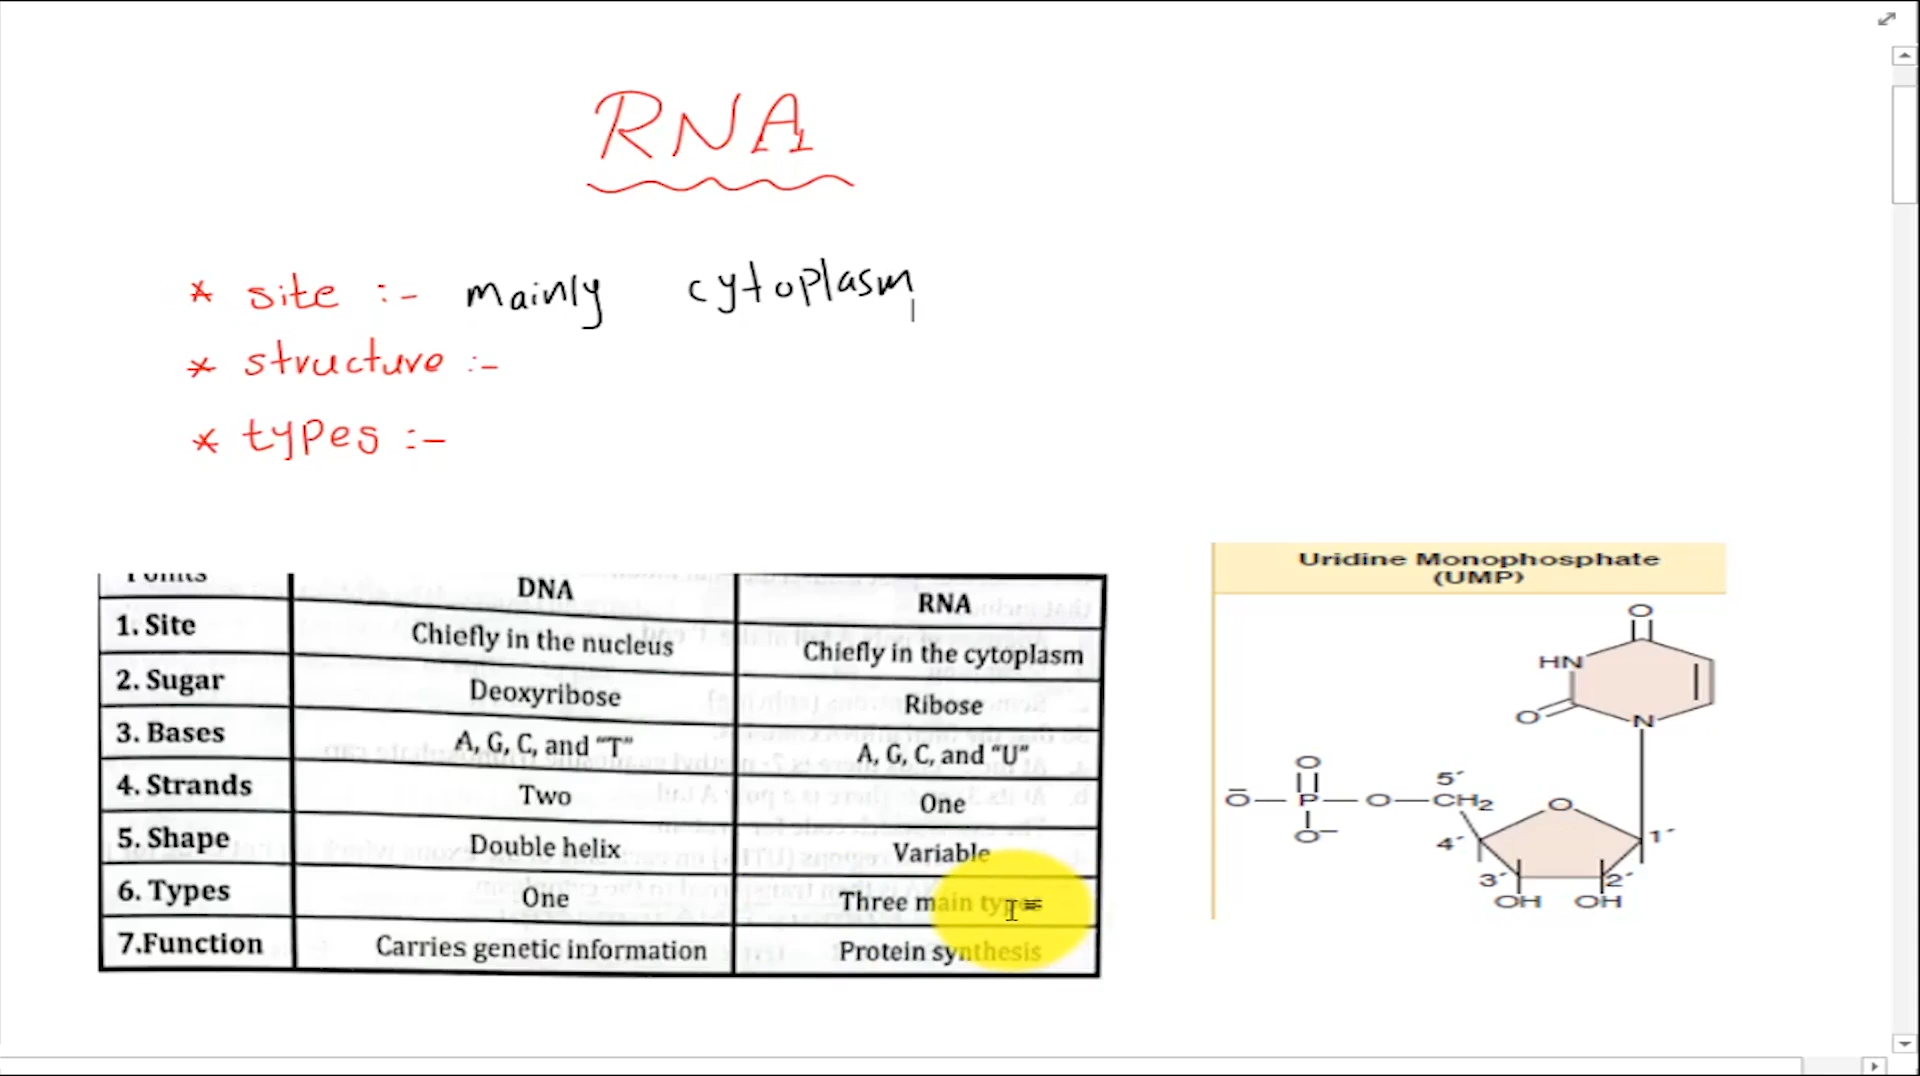 RNA
* site :- mainly cytoplasm
* structure :-
* types :-
Points DNA RNA
1. Site Chiefly in the nucleus Chiefly in the cytoplasm
2. Sugar Deoxyribose Ribose
3. Bases A, G, C, and “T” A, G, C, and “U”
4. Strands Two One
5. Shape Double helix Variable
6. Types One Three main types
7.Function Carries genetic information Protein synthesis
Uridine Monophosphate
(UMP)
O
HN
O N
O
O P O 5´ CH2 O
O– 4´ 1´
3´ 2´
OH OH